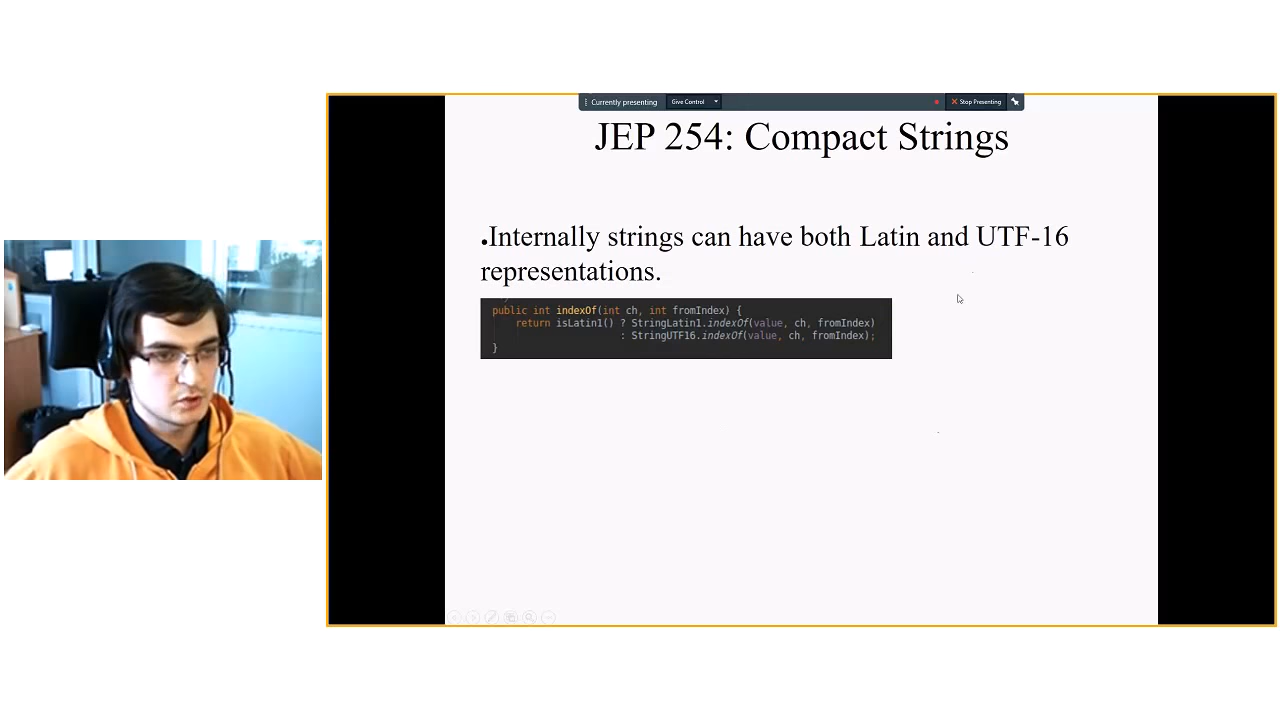 Currently presenting Give Control Stop Presenting
JEP 254: Compact Strings
•Internally strings can have both Latin and UTF-16
representations.
public int indexOf(int ch, int fromIndex) {
return isLatin1() ? StringLatin1.indexOf(value, ch, fromIndex)
: StringUTF16.indexOf(value, ch, fromIndex);
}